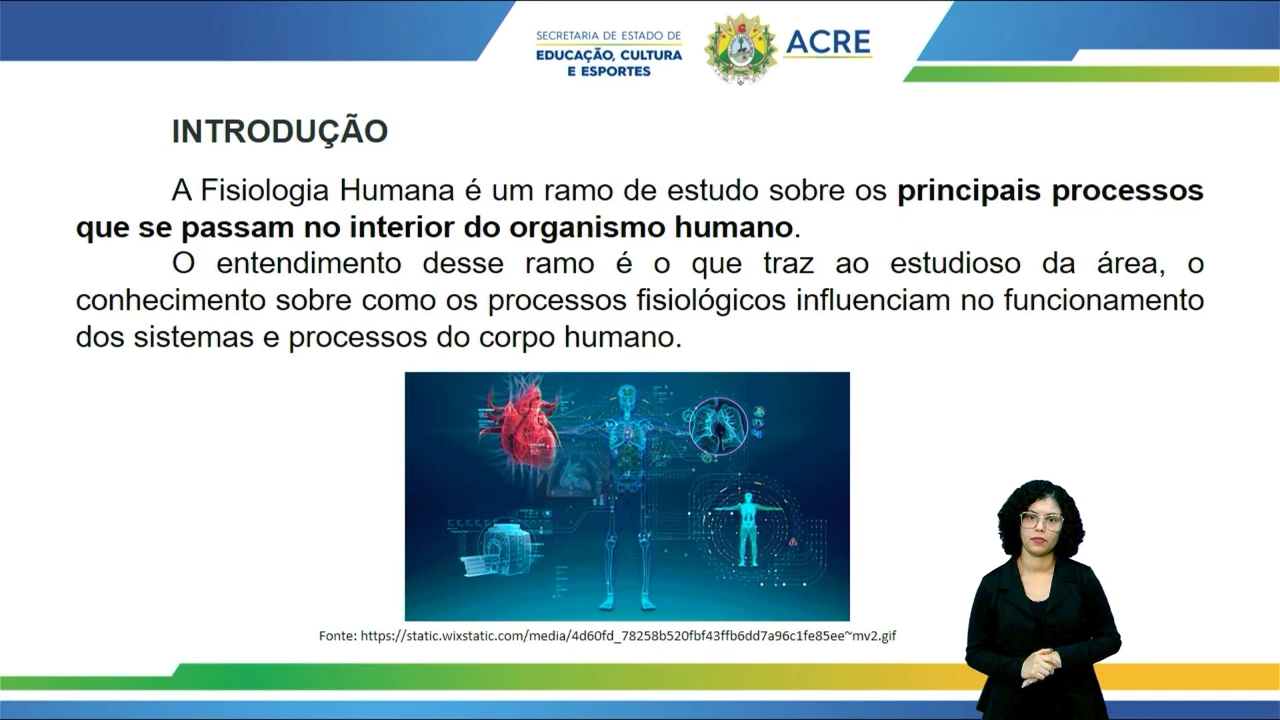 SECRETARIA DE ESTADO DE
EDUCAÇÃO, CULTURA
E ESPORTES
ACRE
INTRODUÇÃO
A Fisiologia Humana é um ramo de estudo sobre os principais processos
que se passam no interior do organismo humano.
O entendimento desse ramo é o que traz ao estudioso da área, o
conhecimento sobre como os processos fisiológicos influenciam no funcionamento
dos sistemas e processos do corpo humano.
Fonte: https://static.wixstatic.com/media/4d60fd_78258b520fbf43ffb6dd7a96c1fe85ee~mv2.gif